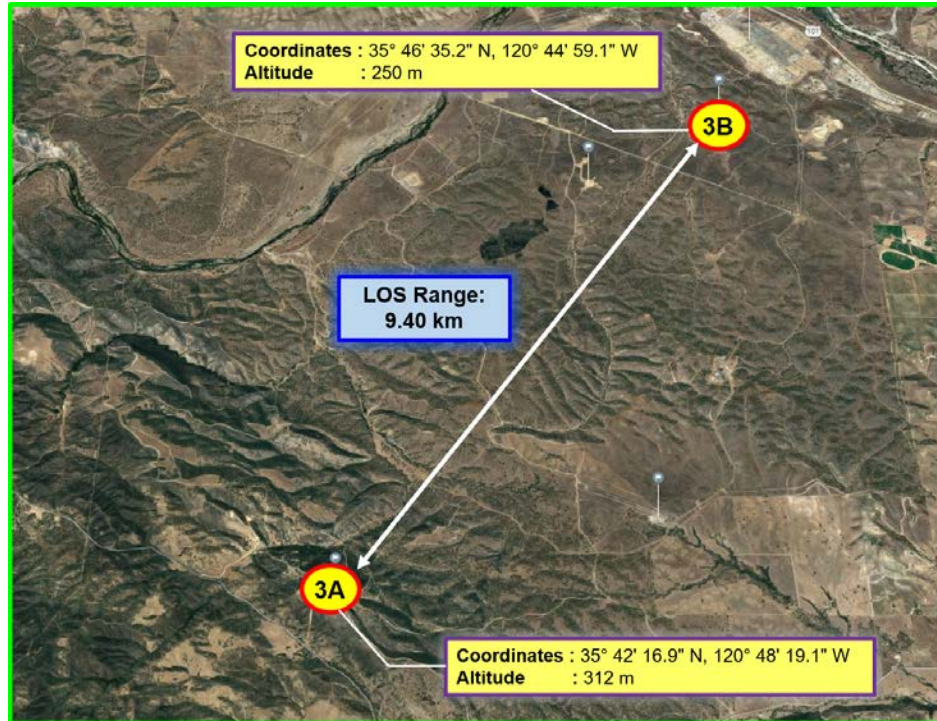 Coordinates : 35° 46' 35.2" N, 120° 44' 59.1" W
Altitude : 250 m
101
3B
LOS Range:
9.40 km
3A
Coordinates : 35° 42' 16.9" N, 120° 48' 19.1" W
Altitude : 312 m